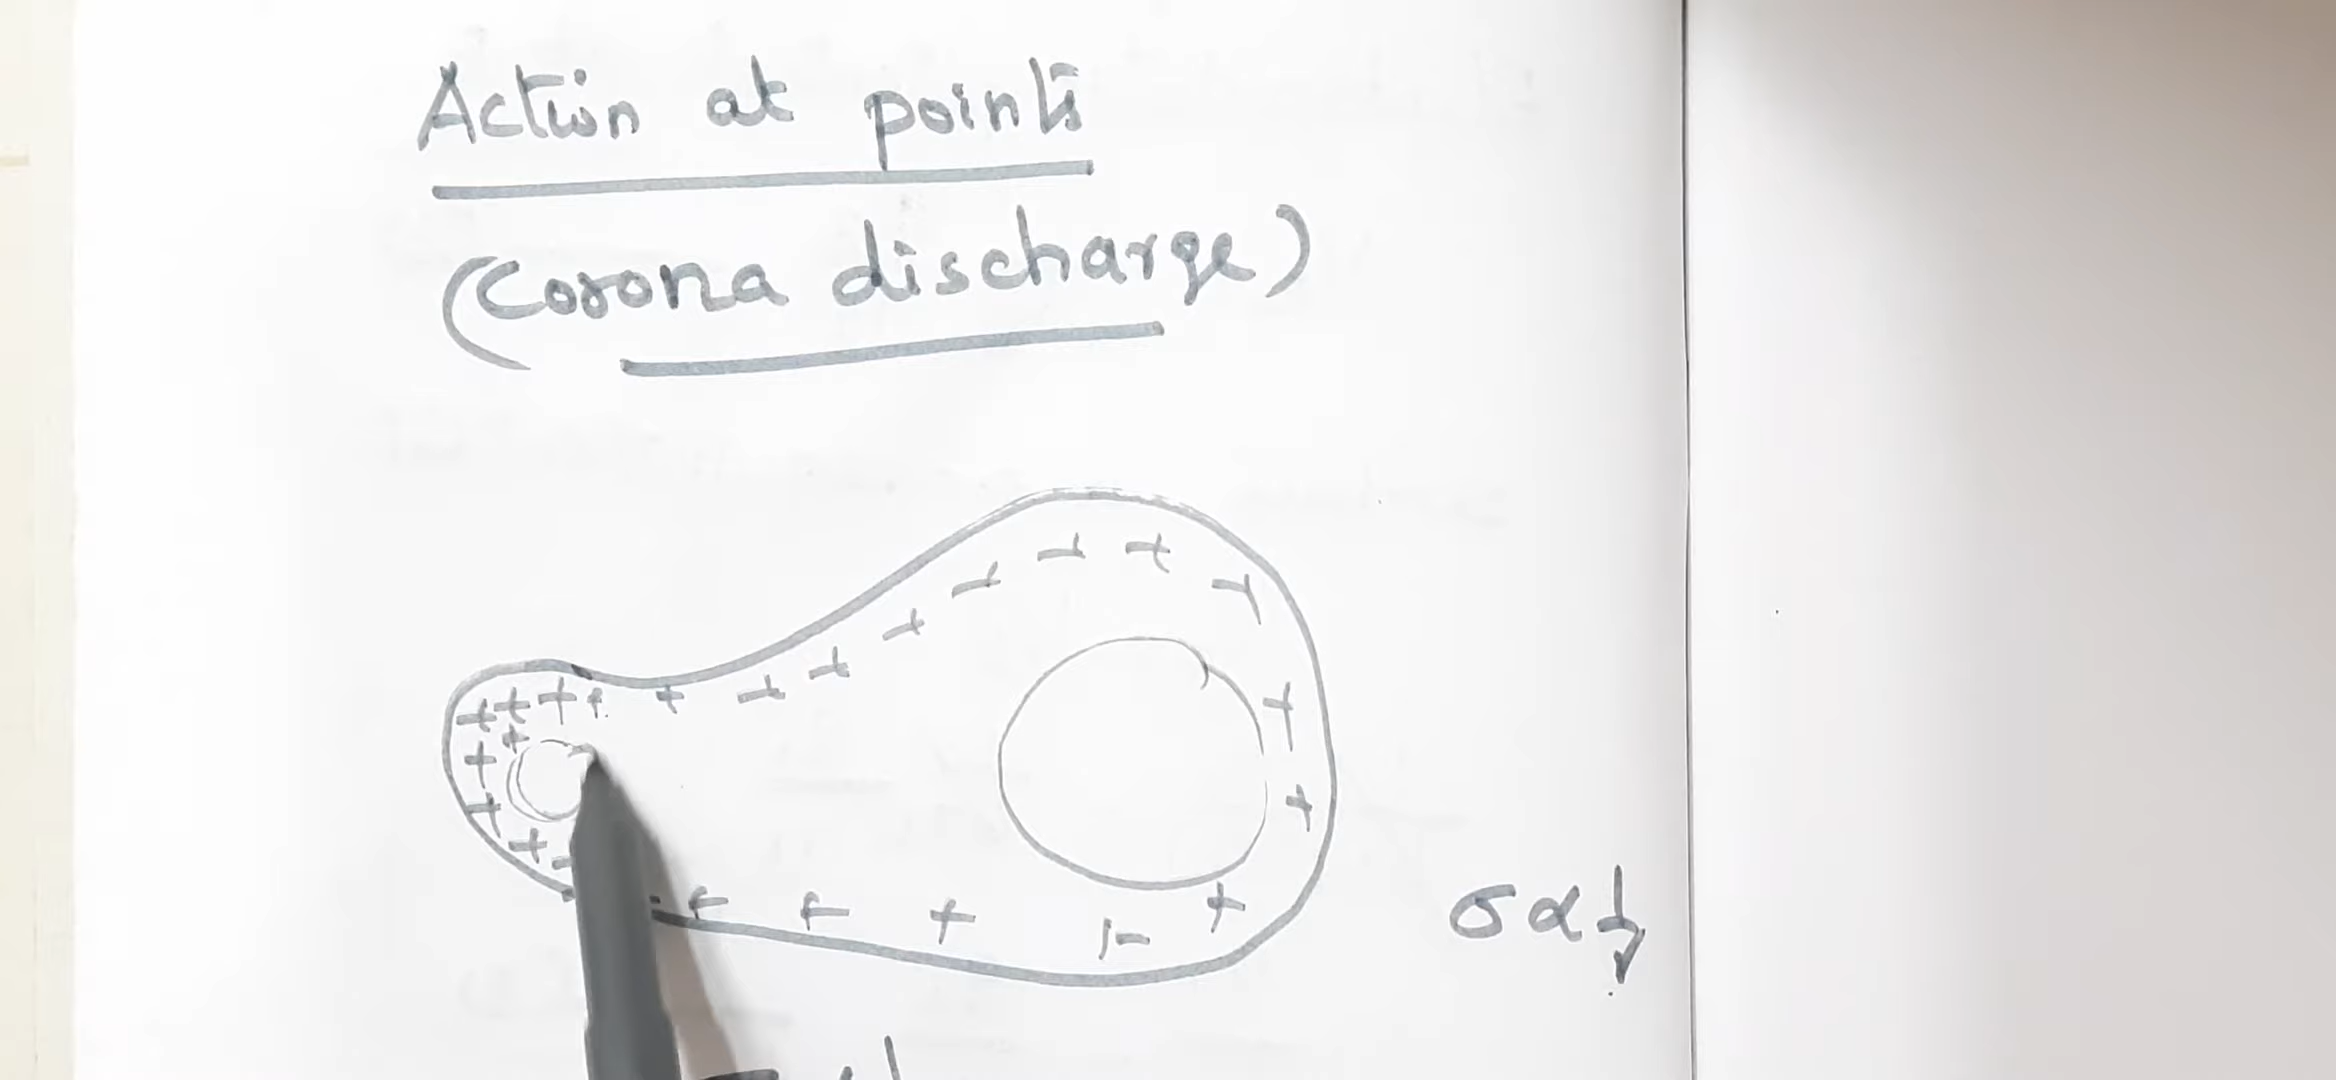 Action at points
(Corona discharge)
σ α 1/r